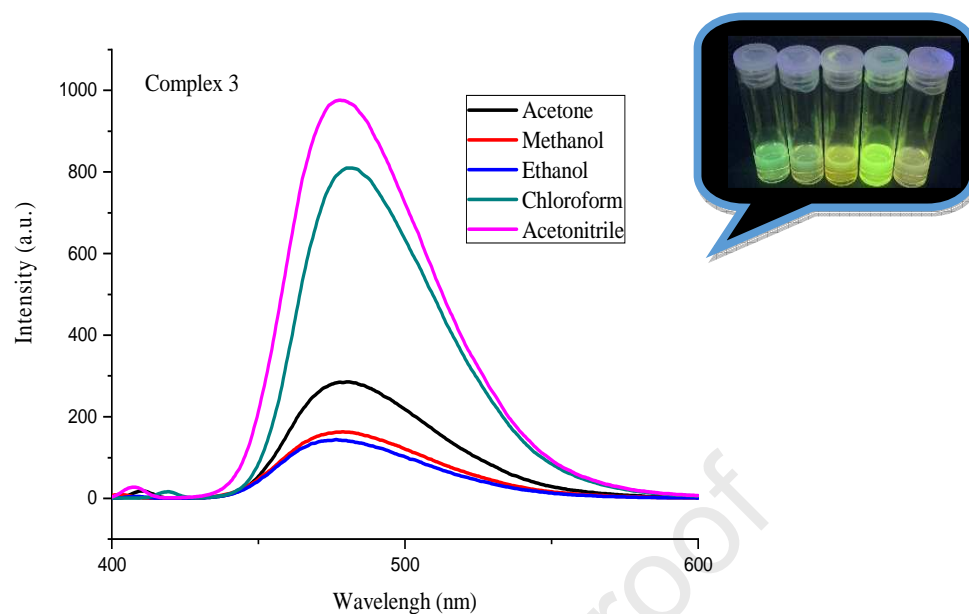 Complex 3
Acetone
Methanol
Ethanol
Chloroform
Acetonitrile
Intensity (a.u.)
1000
800
600
400
200
0
400
500
600
Wavelengh (nm)
roof